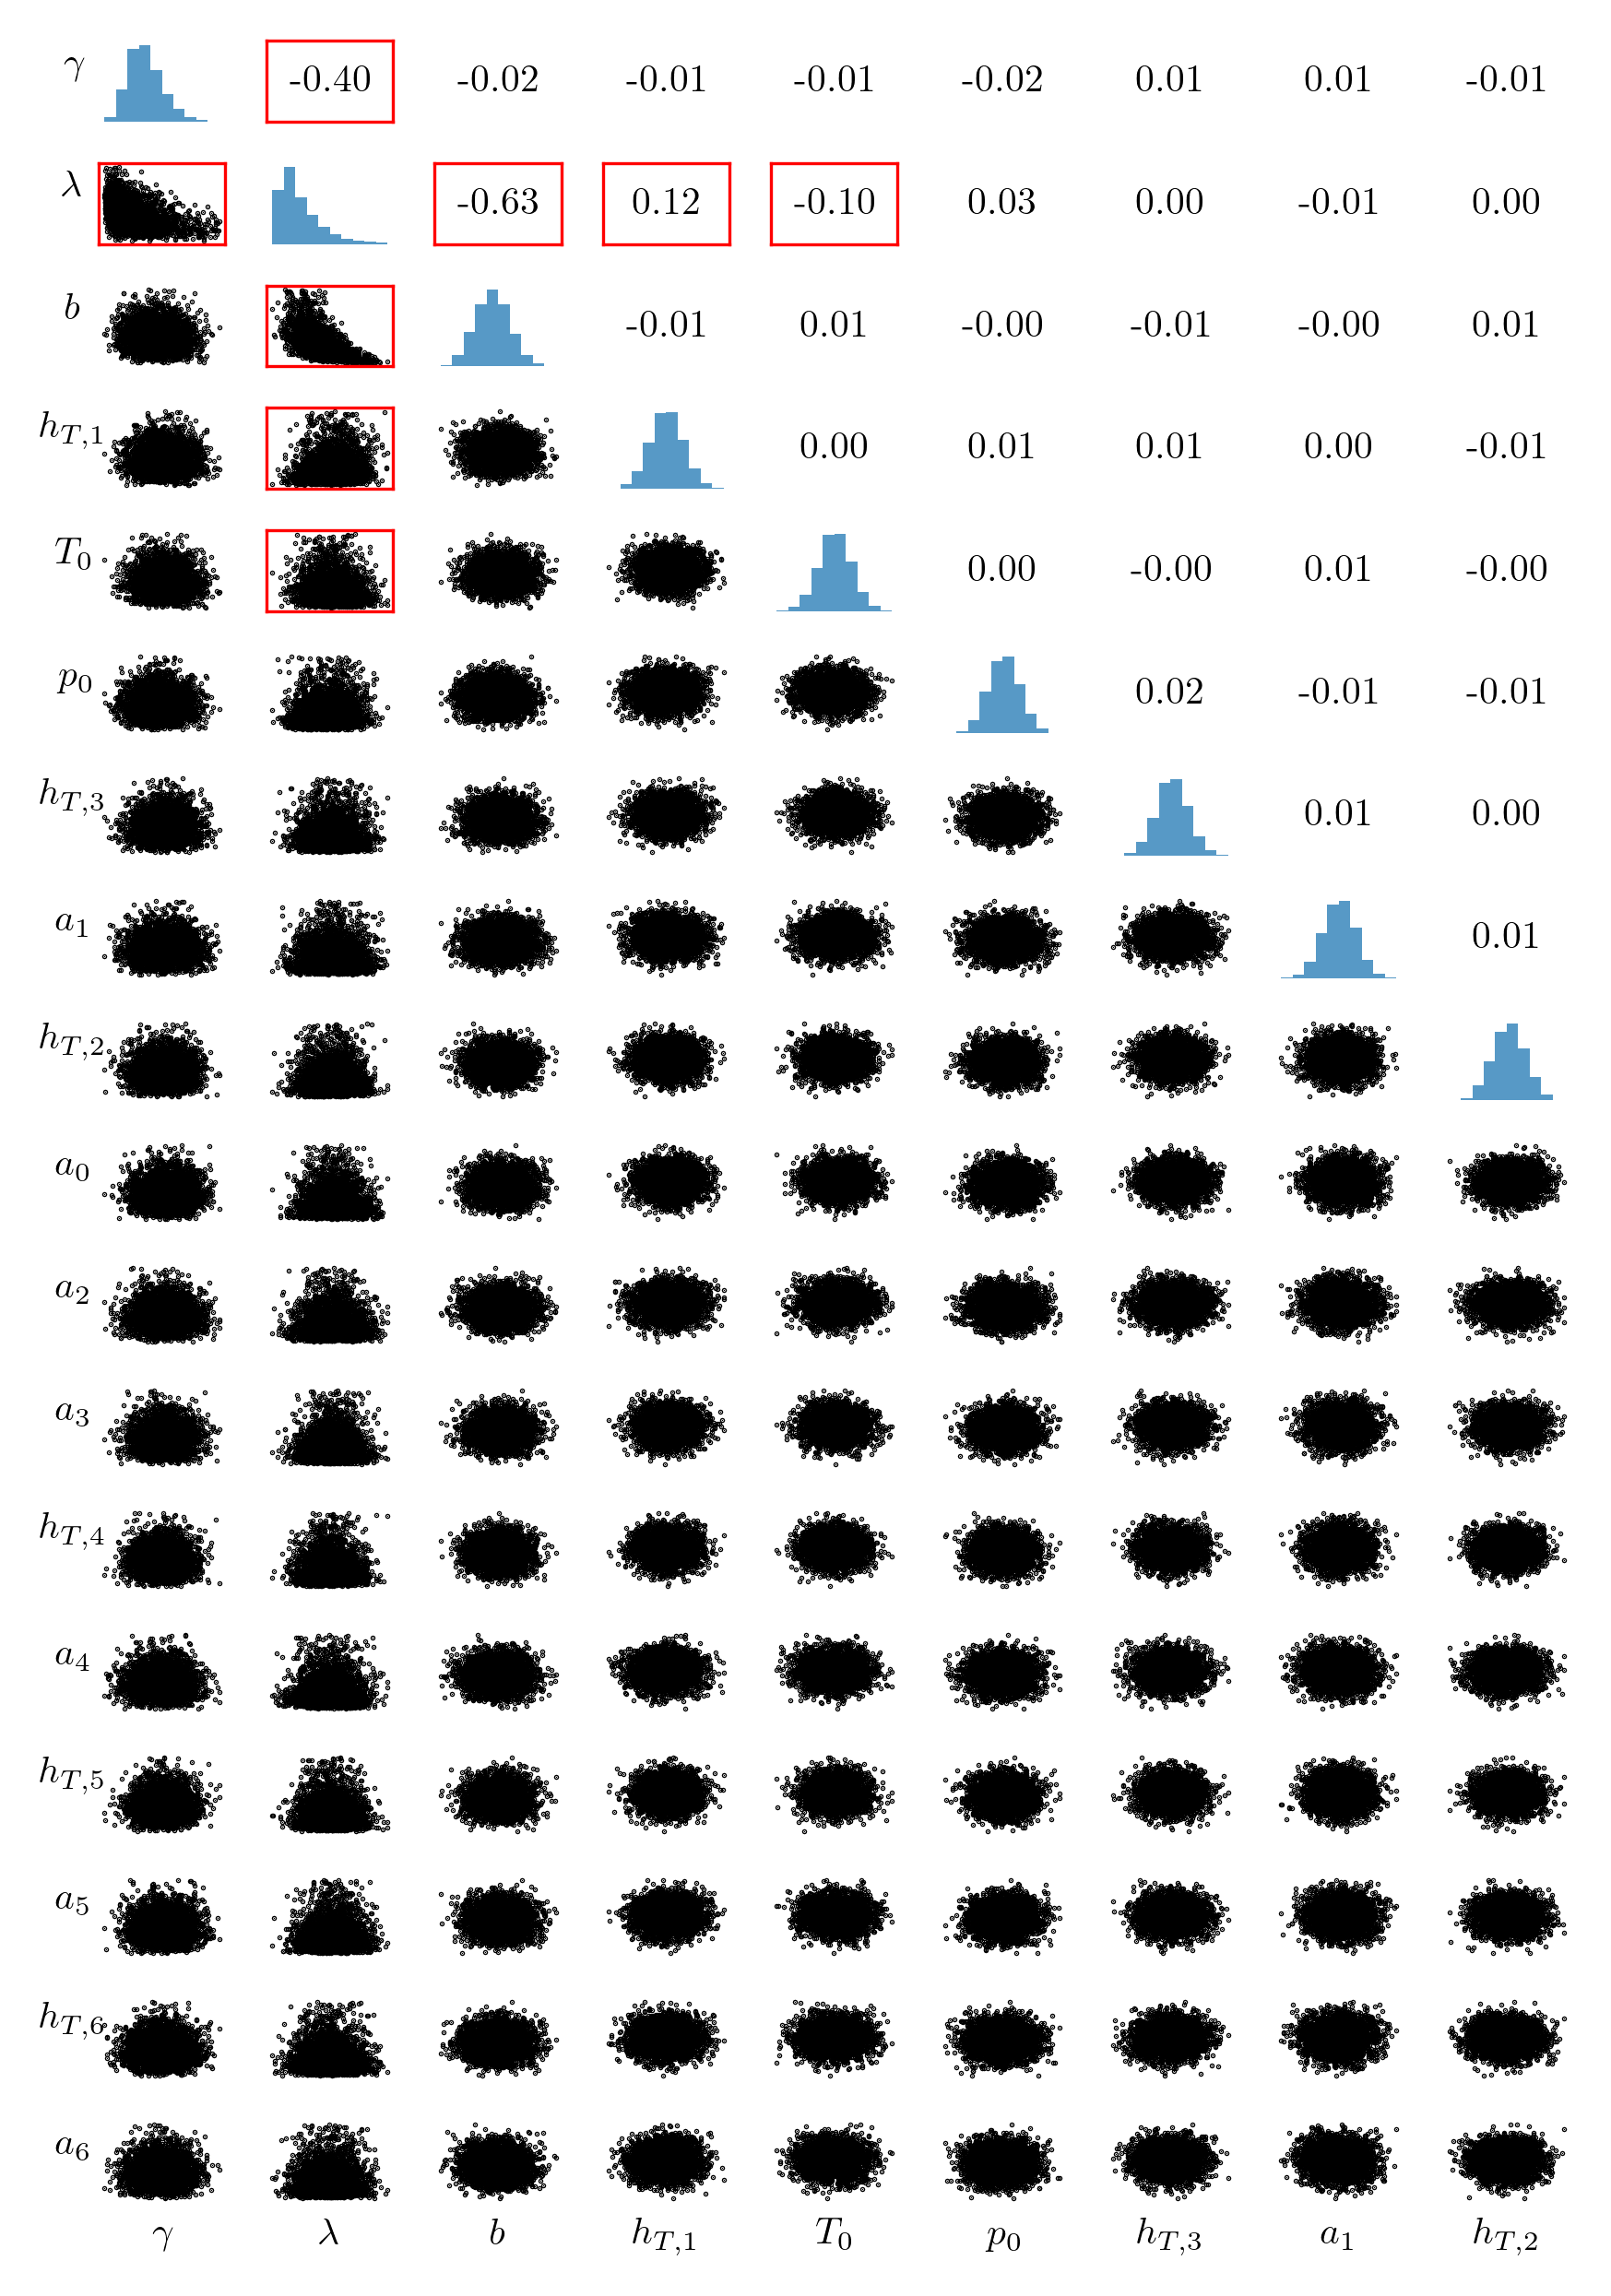 γ -0.40 -0.02 -0.01 -0.01 -0.02 0.01 0.01 -0.01
λ -0.63 0.12 -0.10 0.03 0.00 -0.01 0.00
b -0.01 0.01 -0.00 -0.01 -0.00 0.01
h_{T,1} 0.00 0.01 0.01 0.00 -0.01
T_0 0.00 -0.00 0.01 -0.00
p_0 0.02 -0.01 -0.01
h_{T,3} 0.01 0.00
a_1 0.01
h_{T,2}
a_0
a_2
a_3
h_{T,4}
a_4
h_{T,5}
a_5
h_{T,6}
a_6
γ λ b h_{T,1} T_0 p_0 h_{T,3} a_1 h_{T,2}